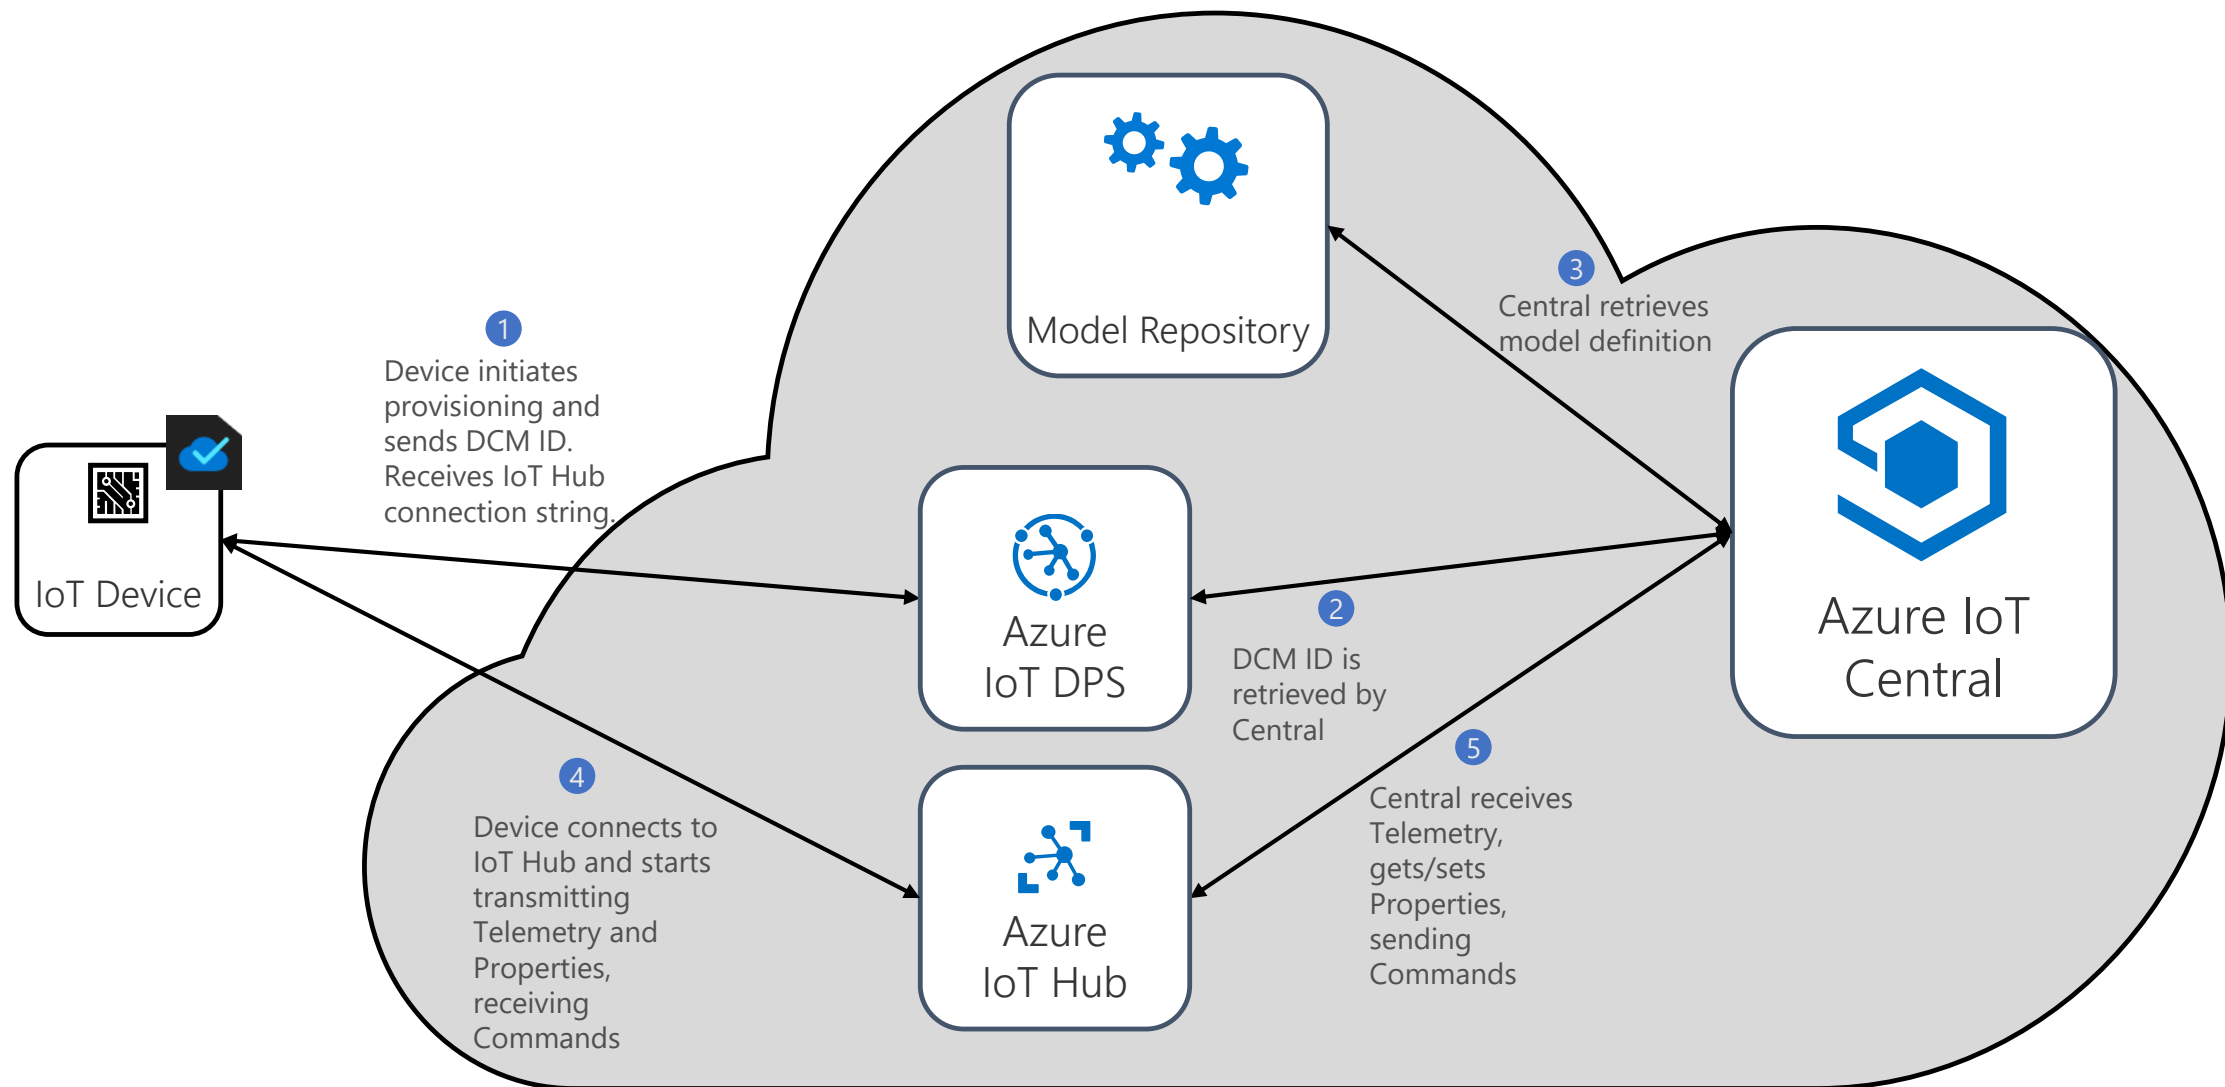 Model Repository
3
Central retrieves
model definition
1
Device initiates
provisioning and
sends DCM ID.
Receives IoT Hub
connection string.
IoT Device
Azure
IoT DPS
2
DCM ID is
retrieved by
Central
Azure IoT
Central
4
Device connects to
IoT Hub and starts
transmitting
Telemetry and
Properties,
receiving
Commands
Azure
IoT Hub
5
Central receives
Telemetry,
gets/sets
Properties,
sending
Commands